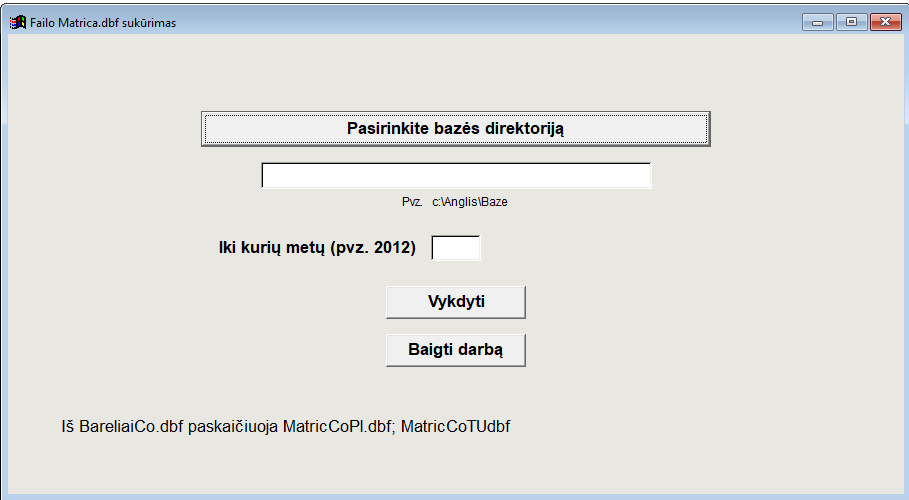 Failo Matrica.dbf sukūrimas
Pasirinkite bazės direktoriją
Pvz. c:\Anglis\Baze
Iki kurių metų (pvz. 2012)
Vykdyti
Baigti darbą
Iš BareliaiCo.dbf paskaičiuoja MatricCoPl.dbf; MatricCoTUdbf